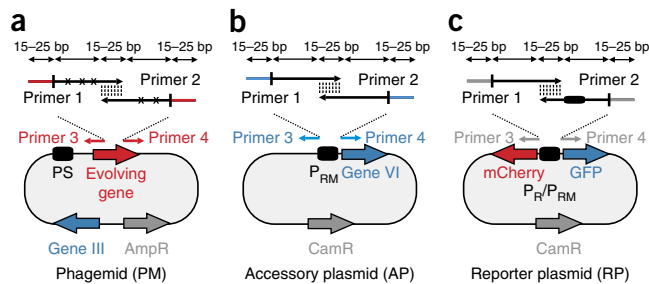 a
15–25 bp 15–25 bp 15–25 bp
Primer 1
Primer 2
Primer 3 Primer 4
PS
Evolving
gene
Gene III
AmpR
Phagemid (PM)
b
15–25 bp 15–25 bp 15–25 bp
Primer 1
Primer 2
Primer 3 Primer 4
PRM
Gene VI
CamR
Accessory plasmid (AP)
c
15–25 bp 15–25 bp 15–25 bp
Primer 1
Primer 2
Primer 3 Primer 4
mCherry
GFP
PR/PRM
CamR
Reporter plasmid (RP)